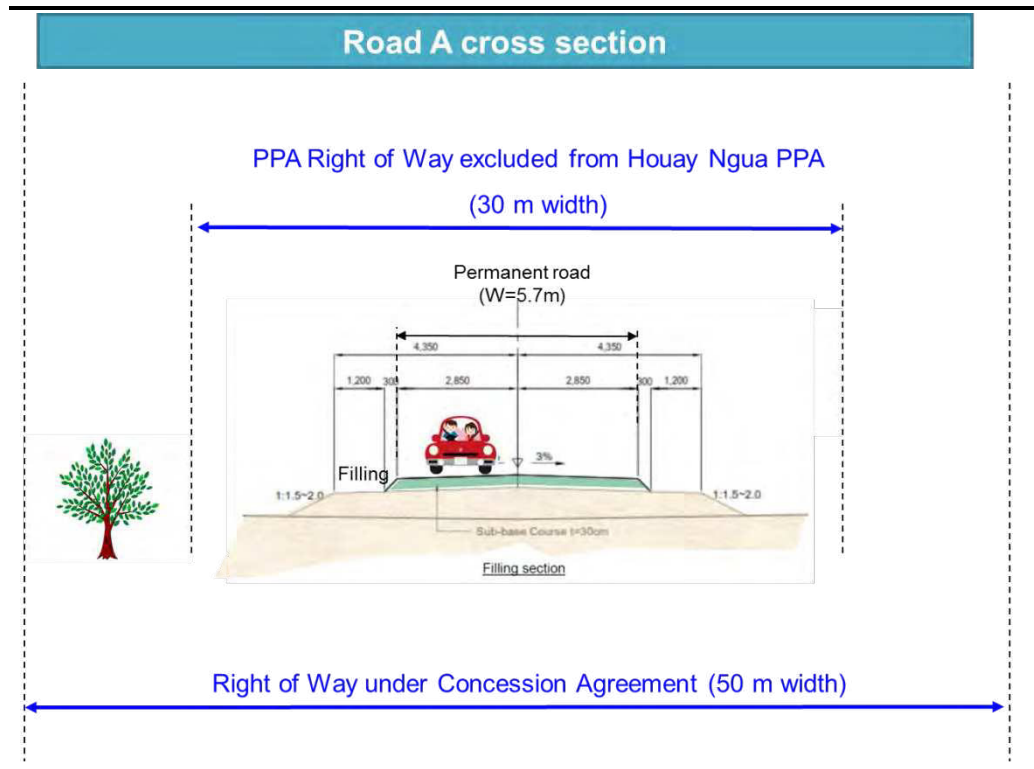 Road A cross section
PPA Right of Way excluded from Houay Ngua PPA
(30 m width)
Permanent road
(W=5.7m)
4,350 4,350
1,200 300 2,850 2,850 300 1,200
3%
Filling
1:1.5~2.0 1:1.5~2.0
Sub-base Course t=30cm
Filling section
Right of Way under Concession Agreement (50 m width)